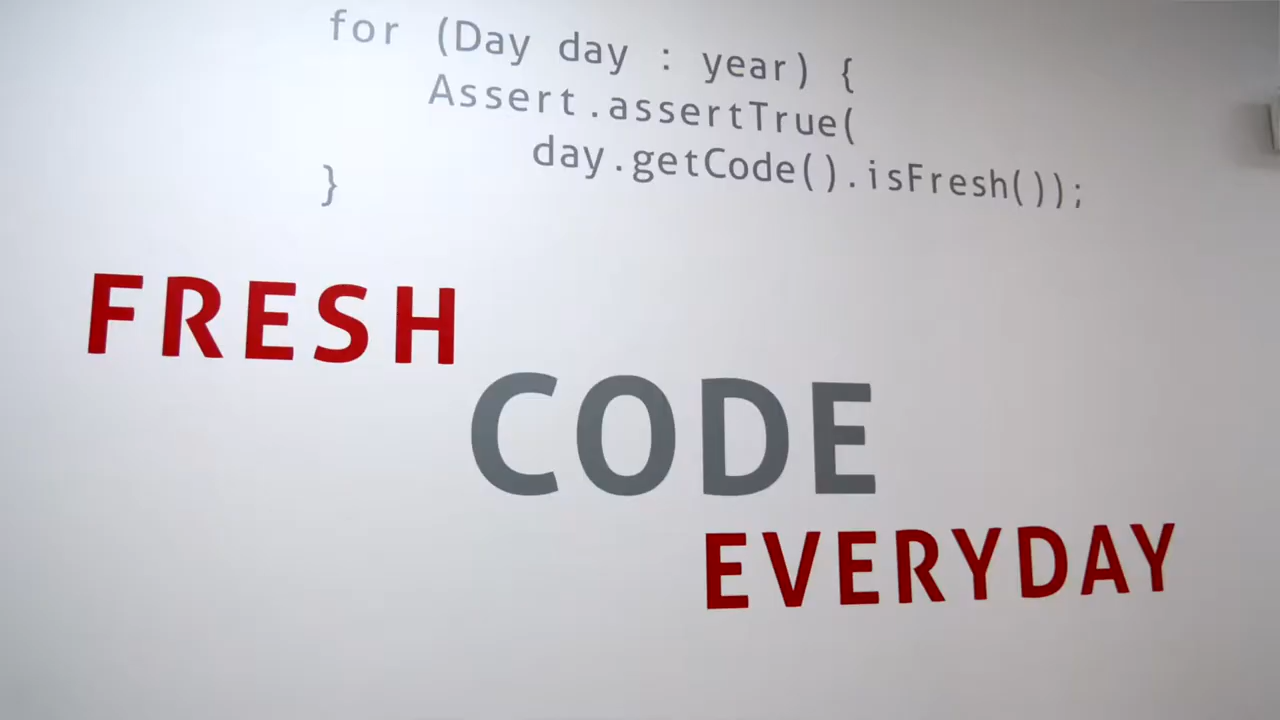 for (Day day : year) {
Assert.assertTrue(
day.getCode().isFresh());
}
FRESH
CODE
EVERYDAY